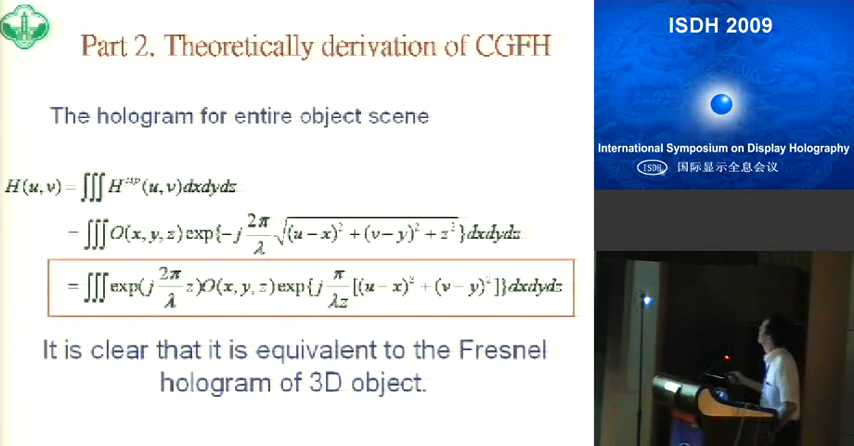 Part 2. Theoretically derivation of CGFH
The hologram for entire object scene
H(u,v) = ∭ H^{xyz}(u,v)dxdydz
= ∭ O(x,y,z)exp{-j 2π/λ √((u-x)² + (v-y)² + z²)}dxdydz
= ∭ exp(j 2π/λ z)O(x,y,z)exp{j π/λz [(u-x)² + (v-y)²]}dxdydz
It is clear that it is equivalent to the Fresnel
hologram of 3D object.
ISDH 2009
International Symposium on Display Holography
ISDH 国际显示全息会议